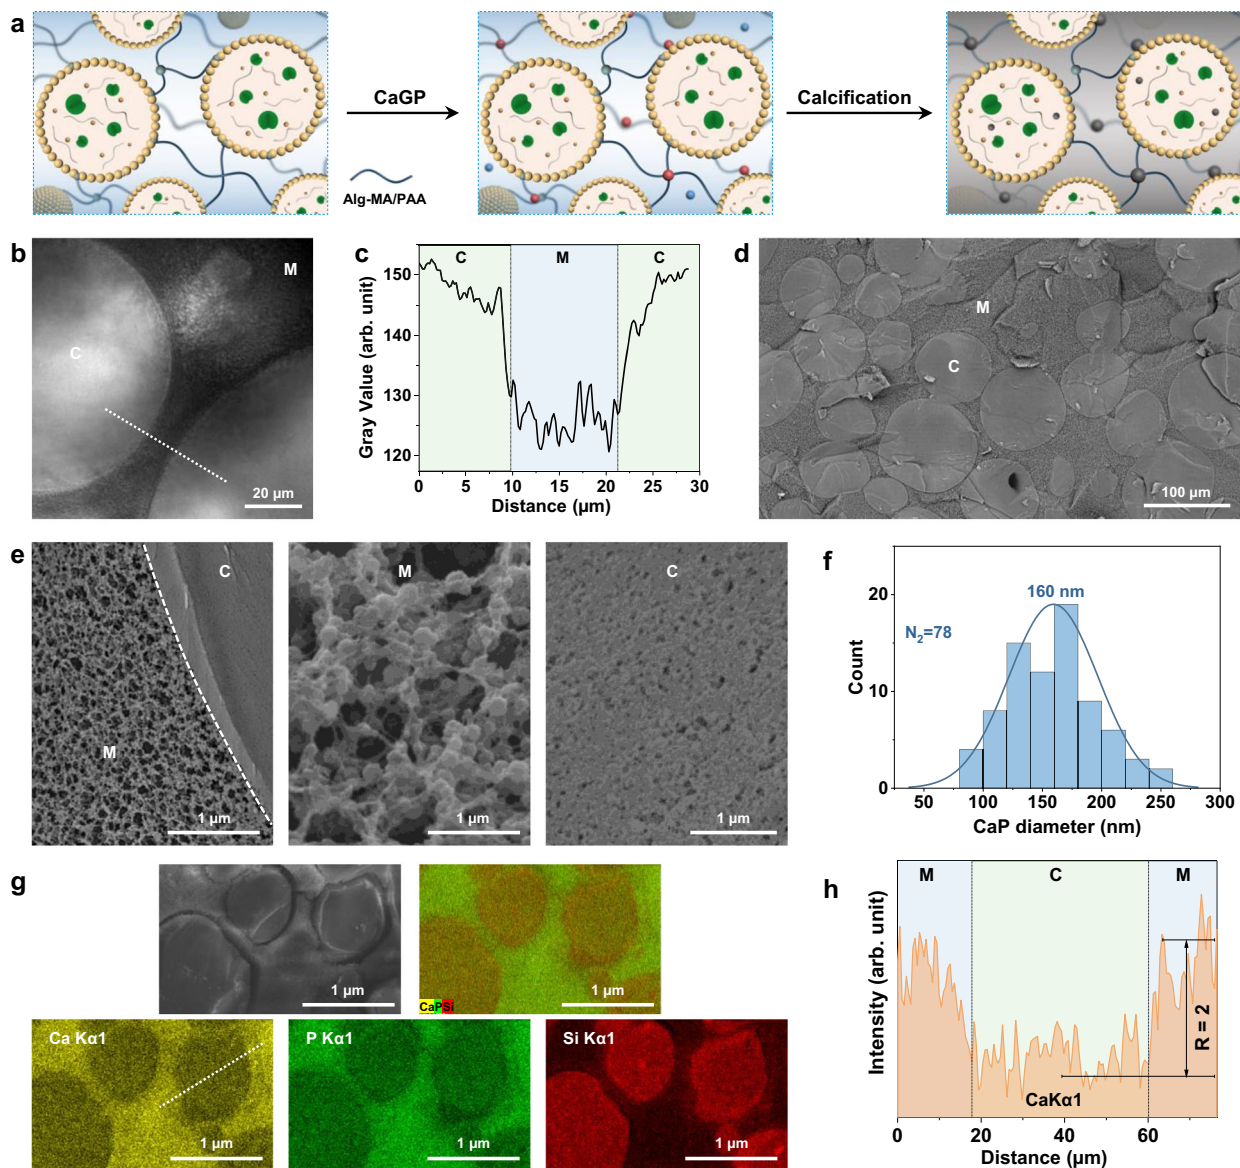 a
CaGP
Alg-MA/PAA
Calcification
b
M
C
20 µm
c
C M C
150
140
130
120
Gray Value (arb. unit)
0 5 10 15 20 25 30
Distance (µm)
d
M
C
100 µm
e
C
M
1 µm
M
1 µm
C
1 µm
f
160 nm
N2=78
20
10
0
Count
50 100 150 200 250 300
CaP diameter (nm)
g
1 µm
CaPSi
1 µm
Ca Kα1
1 µm
P Kα1
1 µm
Si Kα1
1 µm
h
M C M
Intensity (arb. unit)
R = 2
CaKα1
0 20 40 60
Distance (µm)